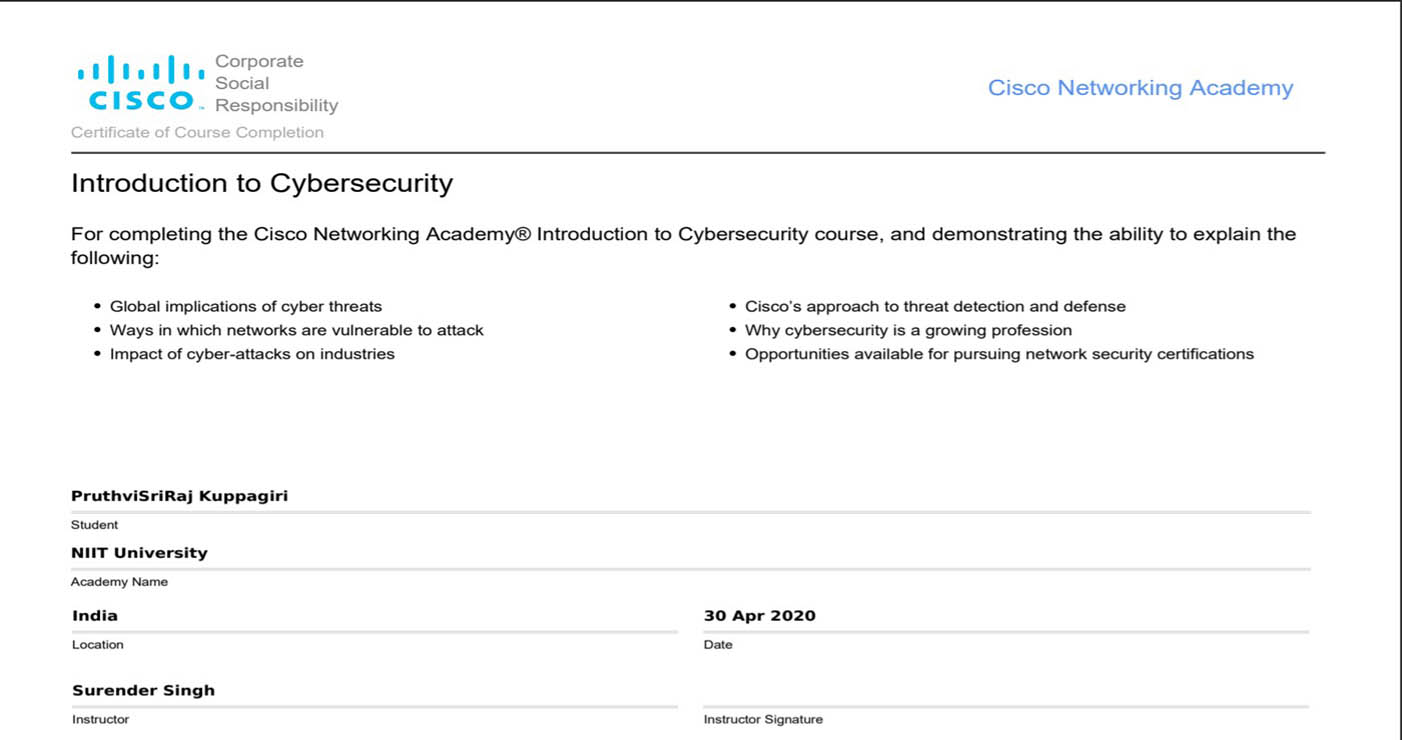 Corporate
Social
Responsibility
CISCO™
Cisco Networking Academy
Certificate of Course Completion
Introduction to Cybersecurity
For completing the Cisco Networking Academy® Introduction to Cybersecurity course, and demonstrating the ability to explain the
following:
• Global implications of cyber threats
• Ways in which networks are vulnerable to attack
• Impact of cyber-attacks on industries
• Cisco's approach to threat detection and defense
• Why cybersecurity is a growing profession
• Opportunities available for pursuing network security certifications
PruthviSriRaj Kuppagiri
Student
NIIT University
Academy Name
India
Location
30 Apr 2020
Date
Surender Singh
Instructor
Instructor Signature